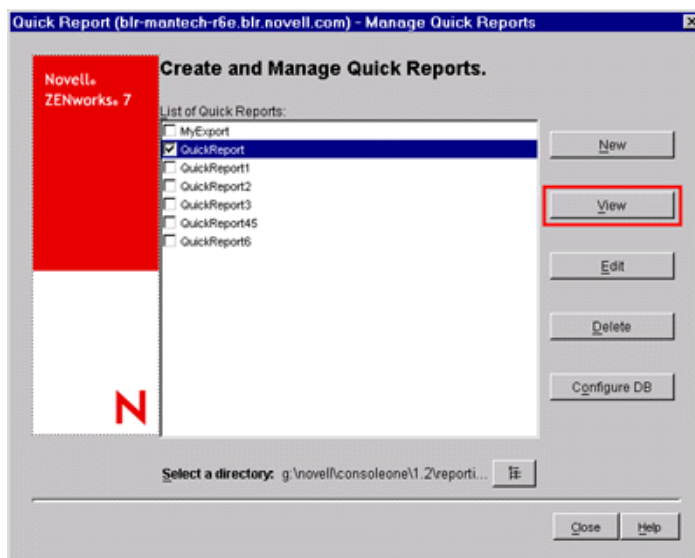 Quick Report (blr-mantech-r6e.blr.novell.com) - Manage Quick Reports
Novell®
ZENworks® 7
Create and Manage Quick Reports.
List of Quick Reports:
MyExport
QuickReport
QuickReport1
QuickReport2
QuickReport3
QuickReport45
QuickReport6
New
View
Edit
Delete
Configure DB
N
Select a directory: g:\novell\consoleone\1.2\reporti...
Close
Help